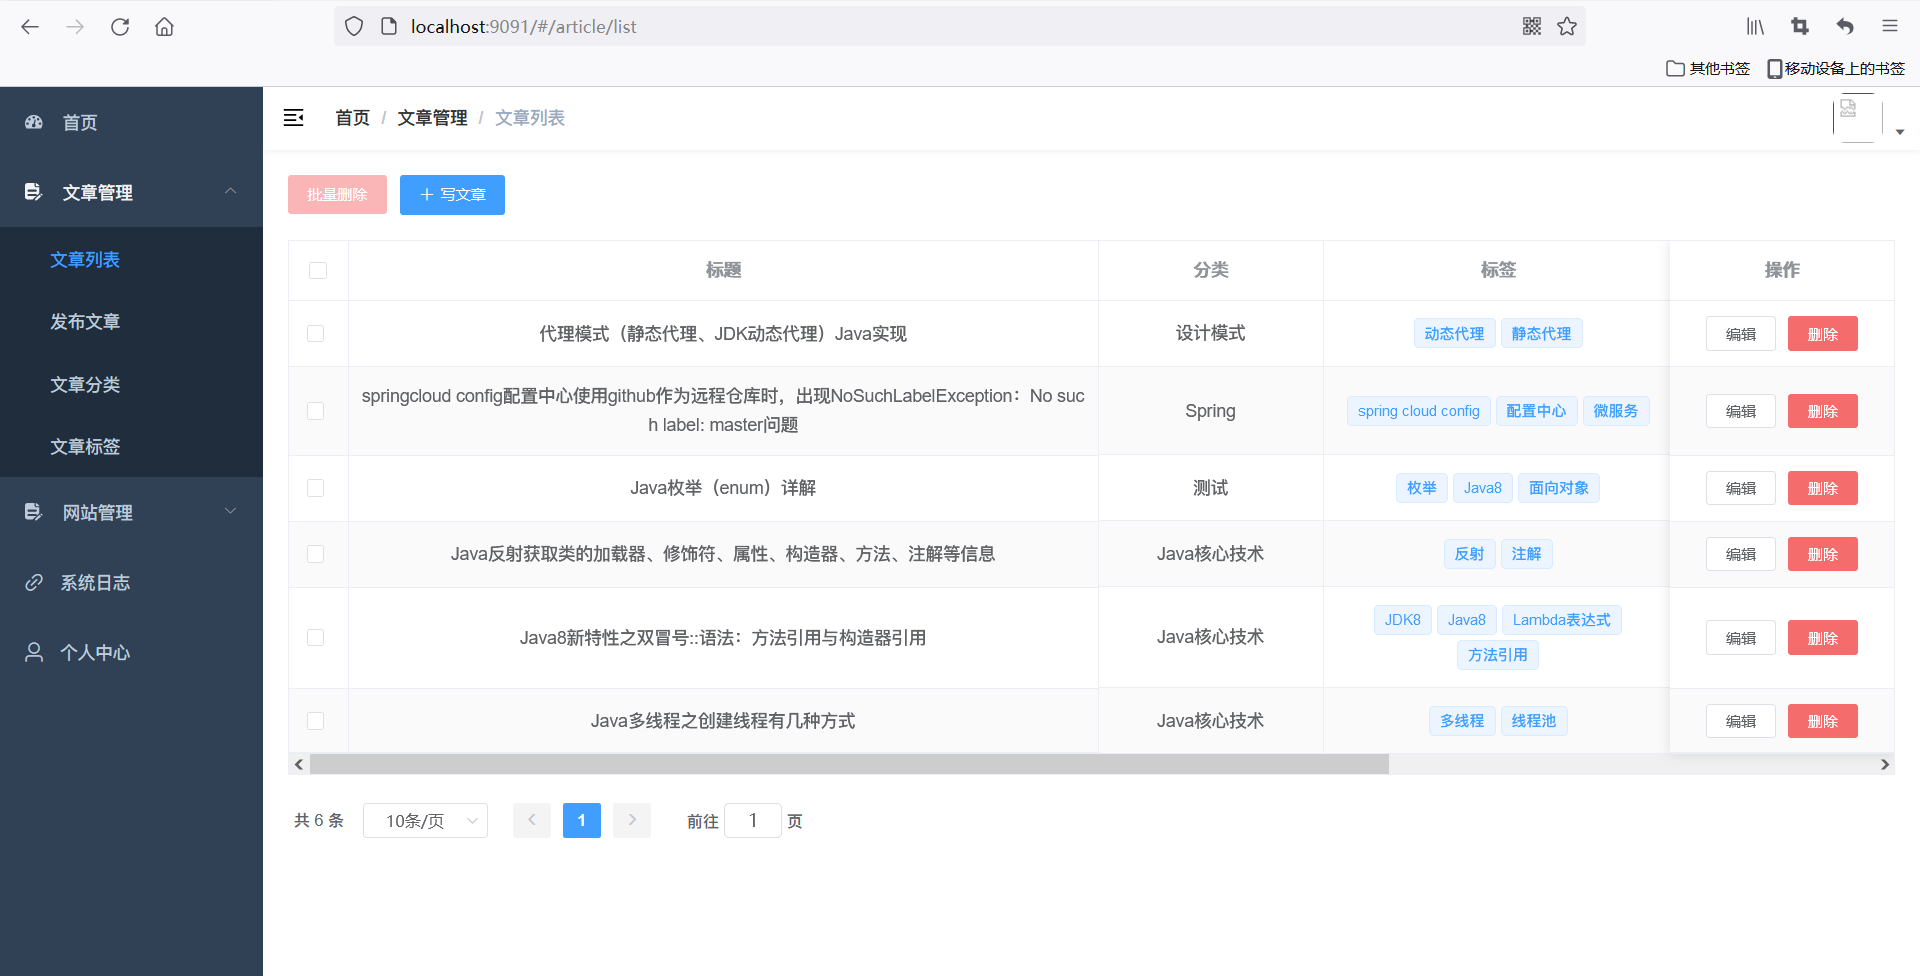 localhost:9091/#/article/list
其他书签 移动设备上的书签
首页
文章管理
文章列表
发布文章
文章分类
文章标签
网站管理
系统日志
个人中心
首页 / 文章管理 / 文章列表
批量删除 写文章
标题 分类 标签 操作
代理模式（静态代理、JDK动态代理）Java实现 设计模式 动态代理 静态代理 编辑 删除
springcloud config配置中心使用github作为远程仓库时，出现NoSuchLabelException：No suc
h label: master问题 Spring spring cloud config 配置中心 微服务 编辑 删除
Java枚举（enum）详解 测试 枚举 Java8 面向对象 编辑 删除
Java反射获取类的加载器、修饰符、属性、构造器、方法、注解等信息 Java核心技术 反射 注解 编辑 删除
Java8新特性之双冒号::语法：方法引用与构造器引用 Java核心技术 JDK8 Java8 Lambda表达式 编辑 删除
方法引用
Java多线程之创建线程有几种方式 Java核心技术 多线程 线程池 编辑 删除
共 6 条 10条/页 1 前往 1 页